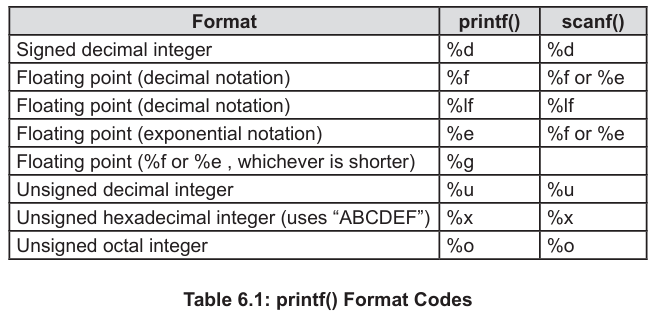 Format printf() scanf()
Signed decimal integer %d %d
Floating point (decimal notation) %f %f or %e
Floating point (decimal notation) %lf %lf
Floating point (exponential notation) %e %f or %e
Floating point (%f or %e , whichever is shorter) %g
Unsigned decimal integer %u %u
Unsigned hexadecimal integer (uses “ABCDEF”) %x %x
Unsigned octal integer %o %o
Table 6.1: printf() Format Codes